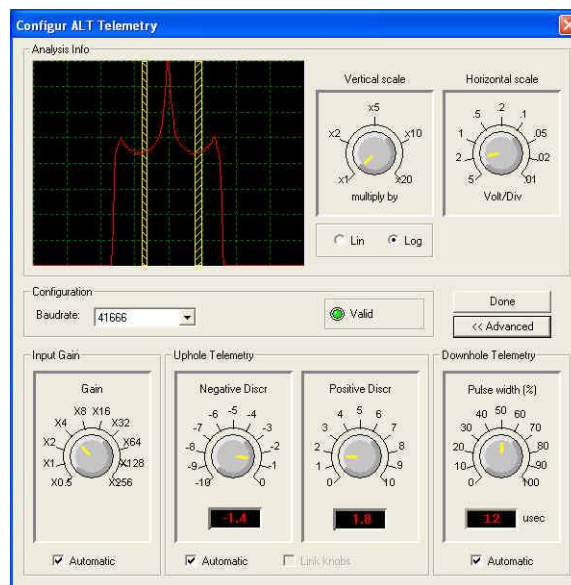 Configur ALT Telemetry
Analysis Info
Vertical scale
x1
x2
x5
x10
x20
multiply by
Horizontal scale
5
2
1
.5
.2
.1
.05
.02
.01
Volt/Div
Lin
Log
Configuration
Baudrate:
41666
Valid
Done
<< Advanced
Input Gain
Gain
X0.5
X1
X2
X4
X8
X16
X32
X64
X128
X256
Automatic
Uphole Telemetry
Negative Discr
-10
-9
-8
-7
-6
-5
-4
-3
-2
-1
0
-1.4
Automatic
Positive Discr
0
1
2
3
4
5
6
7
8
9
10
1.8
Link knobs
Downhole Telemetry
Pulse width (%)
0
10
20
30
40
50
60
70
80
90
100
12
usec
Automatic